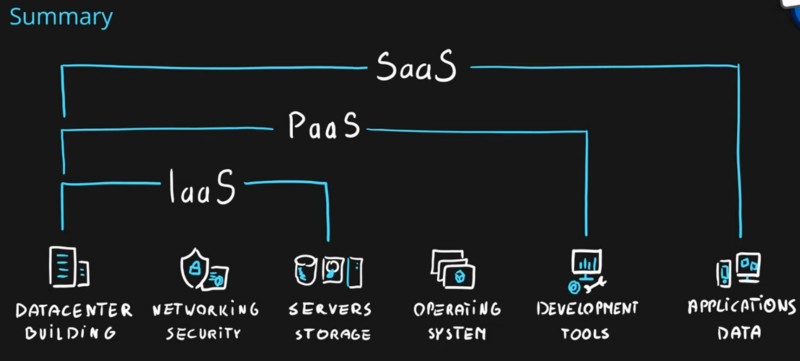 Summary
SaaS
PaaS
IaaS
DATACENTER
BUILDING
NETWORKING
SECURITY
SERVERS
STORAGE
OPERATING
SYSTEM
DEVELOPMENT
TOOLS
APPLICATIONS
DATA